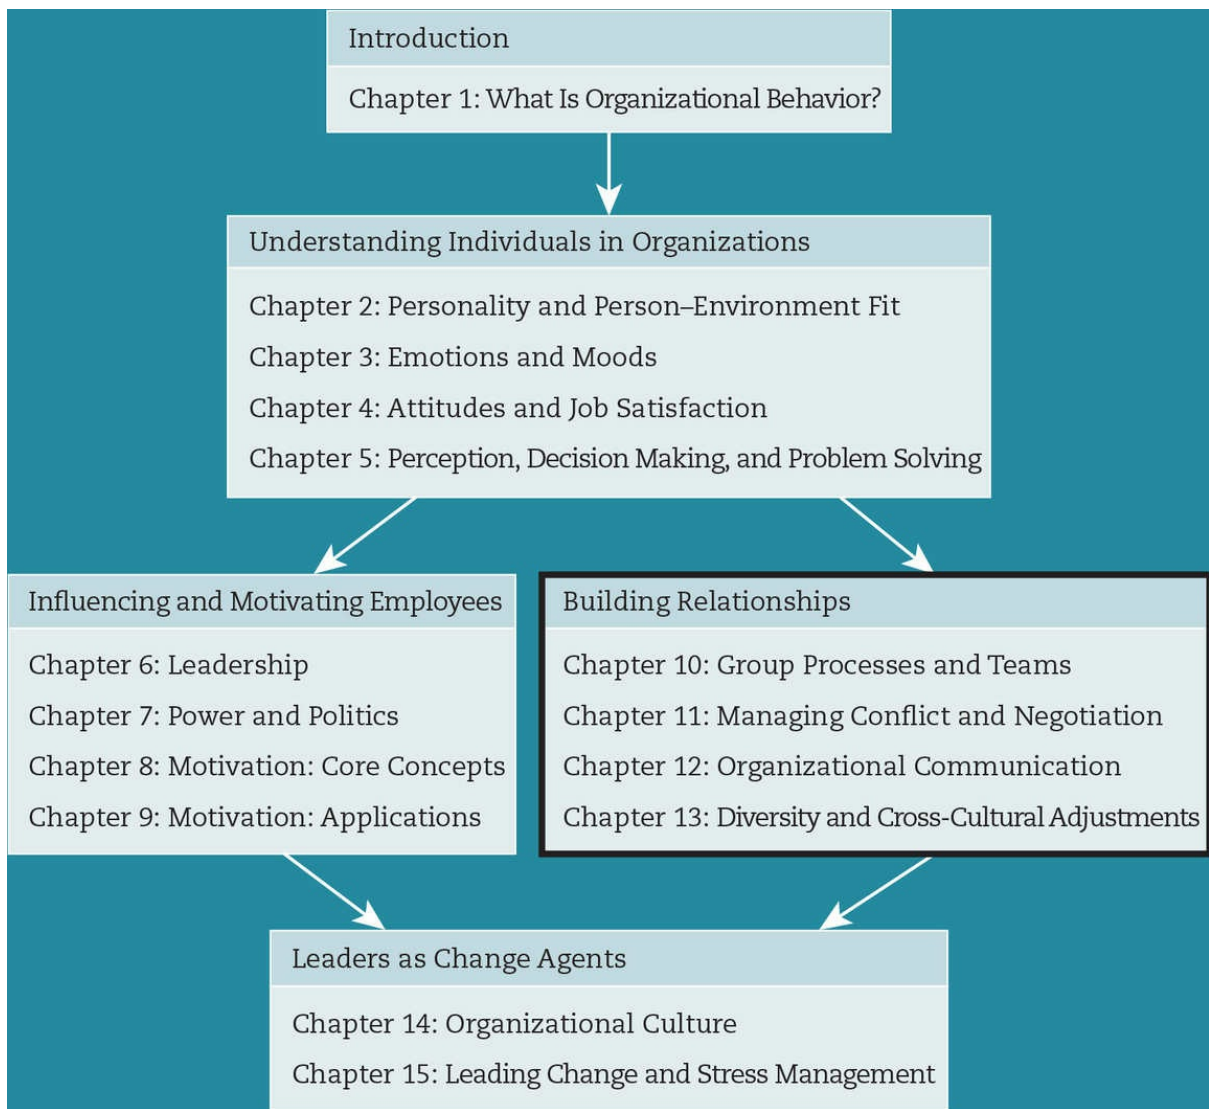 Introduction
Chapter 1: What Is Organizational Behavior?
Understanding Individuals in Organizations
Chapter 2: Personality and Person–Environment Fit
Chapter 3: Emotions and Moods
Chapter 4: Attitudes and Job Satisfaction
Chapter 5: Perception, Decision Making, and Problem Solving
Influencing and Motivating Employees
Chapter 6: Leadership
Chapter 7: Power and Politics
Chapter 8: Motivation: Core Concepts
Chapter 9: Motivation: Applications
Building Relationships
Chapter 10: Group Processes and Teams
Chapter 11: Managing Conflict and Negotiation
Chapter 12: Organizational Communication
Chapter 13: Diversity and Cross-Cultural Adjustments
Leaders as Change Agents
Chapter 14: Organizational Culture
Chapter 15: Leading Change and Stress Management